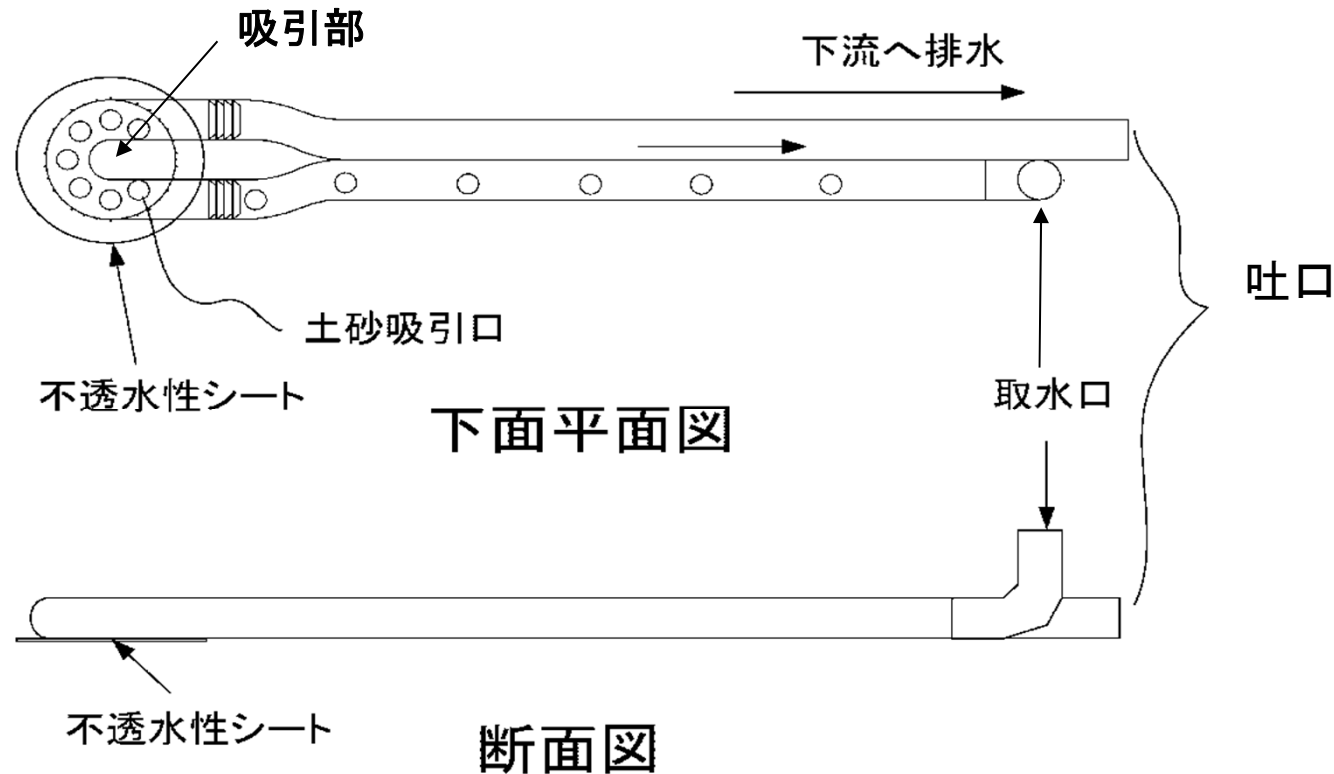 吸引部
下流へ排水
吐口
土砂吸引口
不透水性シート
取水口
下面平面図
不透水性シート
断面図